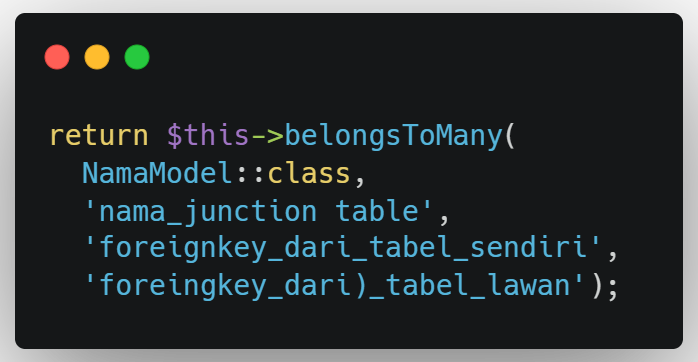 return $this->belongsToMany(
NamaModel::class,
'nama_junction table',
'foreignkey_dari_tabel_sendiri',
'foreingkey_dari)_tabel_lawan');